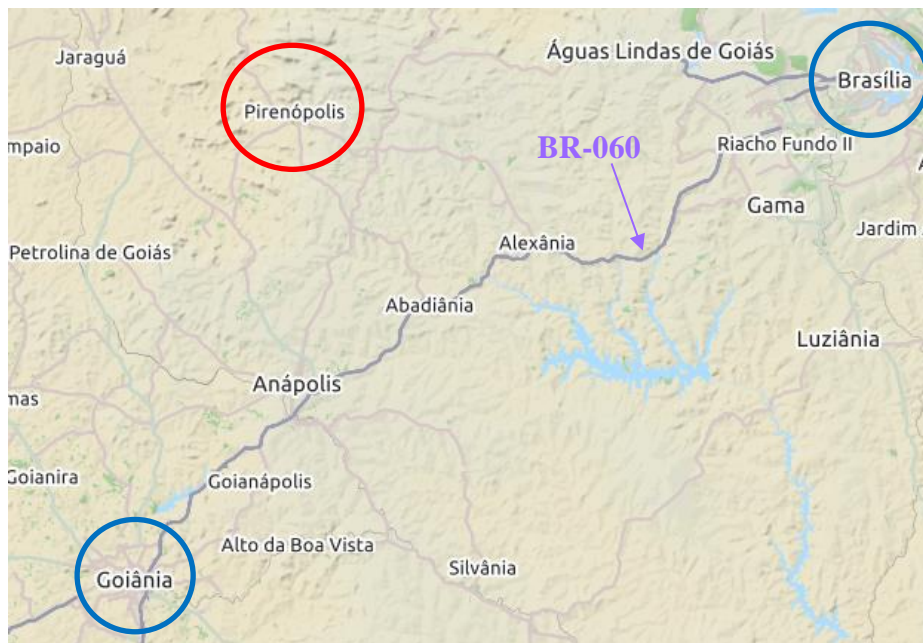 Jaraguá
Águas Lindas de Goiás
Brasília
Pirenópolis
mpaio
BR-060
Riacho Fundo II
Gama
Petrolina de Goiás
Alexânia
Jardim
Abadiânia
Luziânia
Anápolis
mas
Goianira
Goianápolis
Alto da Boa Vista
Silvânia
Goiânia